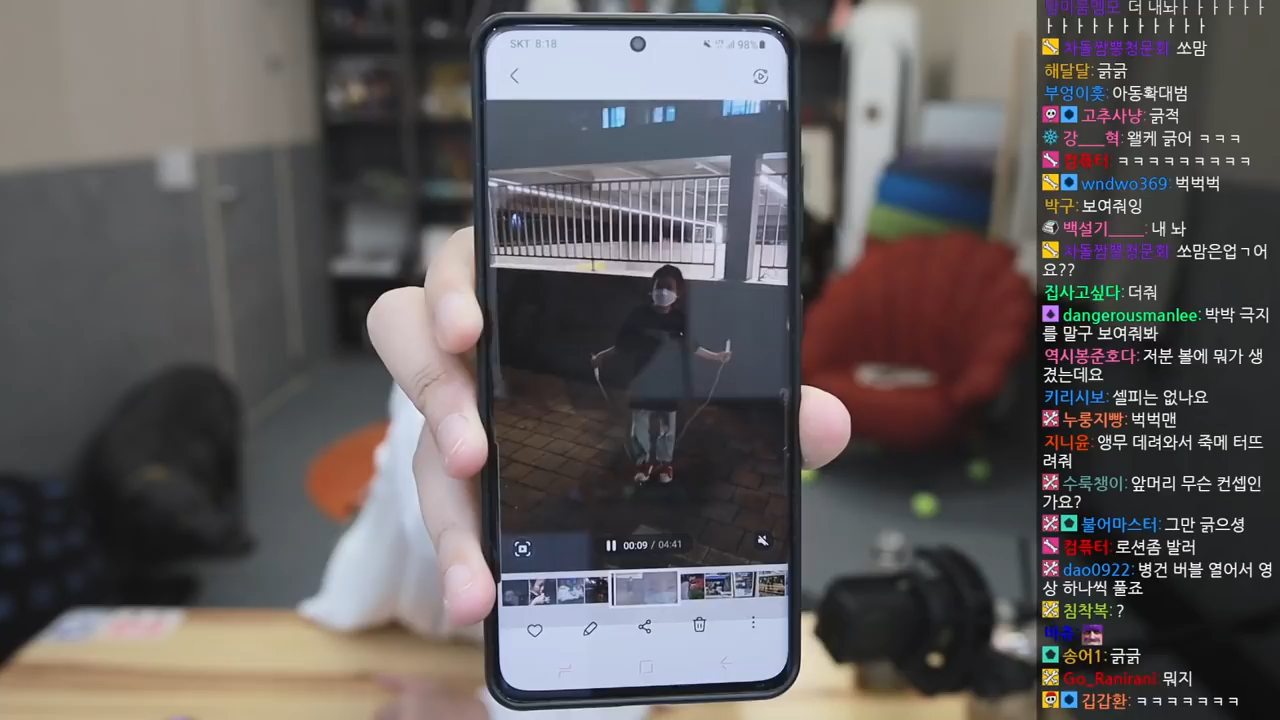 SKT 8:18
98%
00:09 / 04:41
더 내놔ㅏㅏㅏㅏㅏㅏ
ㅏㅏㅏㅏㅏㅏㅏㅏㅏㅏㅏㅏ
차돌짬뽕청문회 쏘맘
해달달: 긁긁
부엉이훗: 아동확대범
고추사냥: 긁적
강___혁: 왤케 긁어 ㅋㅋㅋ
컴퓱터 ㅋㅋㅋㅋㅋㅋㅋㅋㅋ
wndwo369: 벅벅벅
박구: 보여줘잉
백설기____: 내 놔
차돌짬뽕청문회 쏘맘은업ㄱ어
요??
집사고싶다: 더줘
dangerousmanlee: 박박 극지
를 말구 보여줘봐
역시봉준호다: 저분 볼에 뭐가 생
겼는데요
키리시보: 셀피는 없나요
누룽지빵: 벅벅맨
지니윤: 앵무 데려와서 죽메 터뜨
려줘
수룩챙이: 앞머리 무슨 컨셉인
가요?
불어마스터: 그만 긁으셩
컴퓱터: 로션좀 발러
dao0922: 병건 버블 열어서 영
상 하나씩 풀죠
침착복: ?
송어1: 긁긁
Go_Ranirani 뭐지
깁갑환: ㅋㅋㅋㅋㅋㅋㅋ